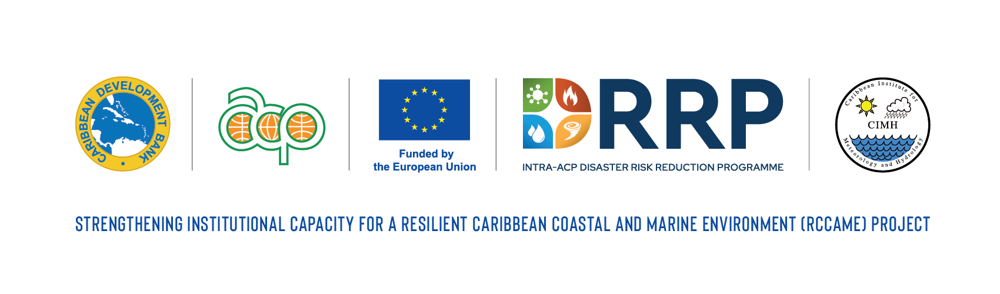 CARIBBEAN DEVELOPMENT BANK
acp
Funded by
the European Union
DRRP
INTRA-ACP DISASTER RISK REDUCTION PROGRAMME
Caribbean Institute for
CIMH
Meteorology and Hydrology
STRENGTHENING INSTITUTIONAL CAPACITY FOR A RESILIENT CARIBBEAN COASTAL AND MARINE ENVIRONMENT (RCCAME) PROJECT